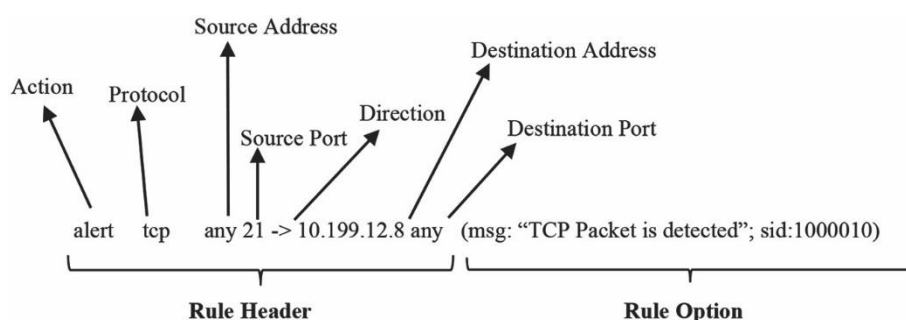 Source Address
Destination Address
Action
Protocol
Direction
Destination Port
Source Port
alert tcp any 21 -> 10.199.12.8 any (msg: “TCP Packet is detected”; sid:1000010)
Rule Header Rule Option